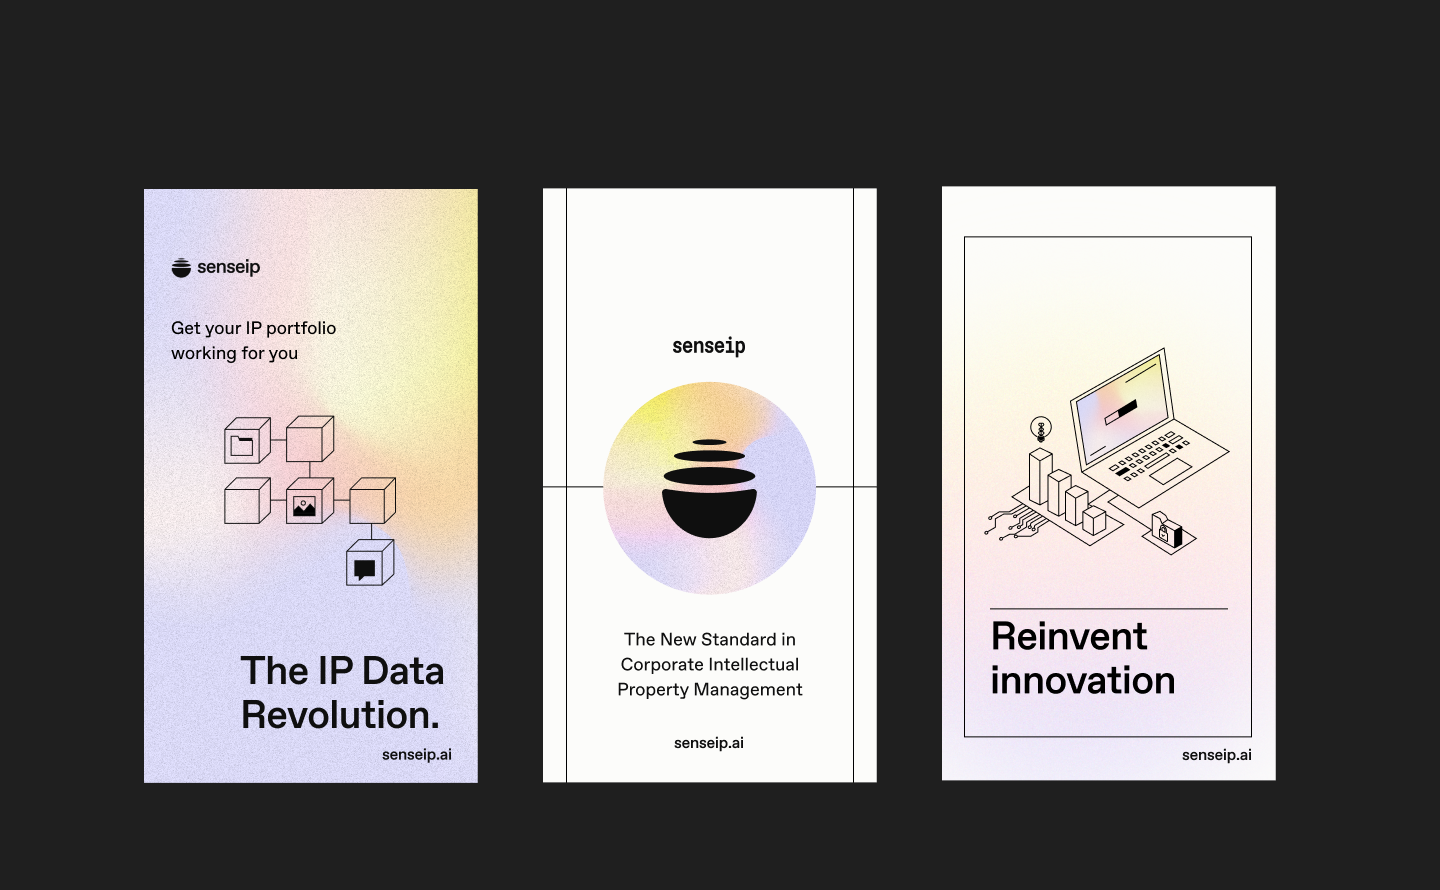 senseip
Get your IP portfolio
working for you
The IP Data
Revolution.
senseip.ai
senseip
The New Standard in
Corporate Intellectual
Property Management
senseip.ai
Reinvent
innovation
senseip.ai